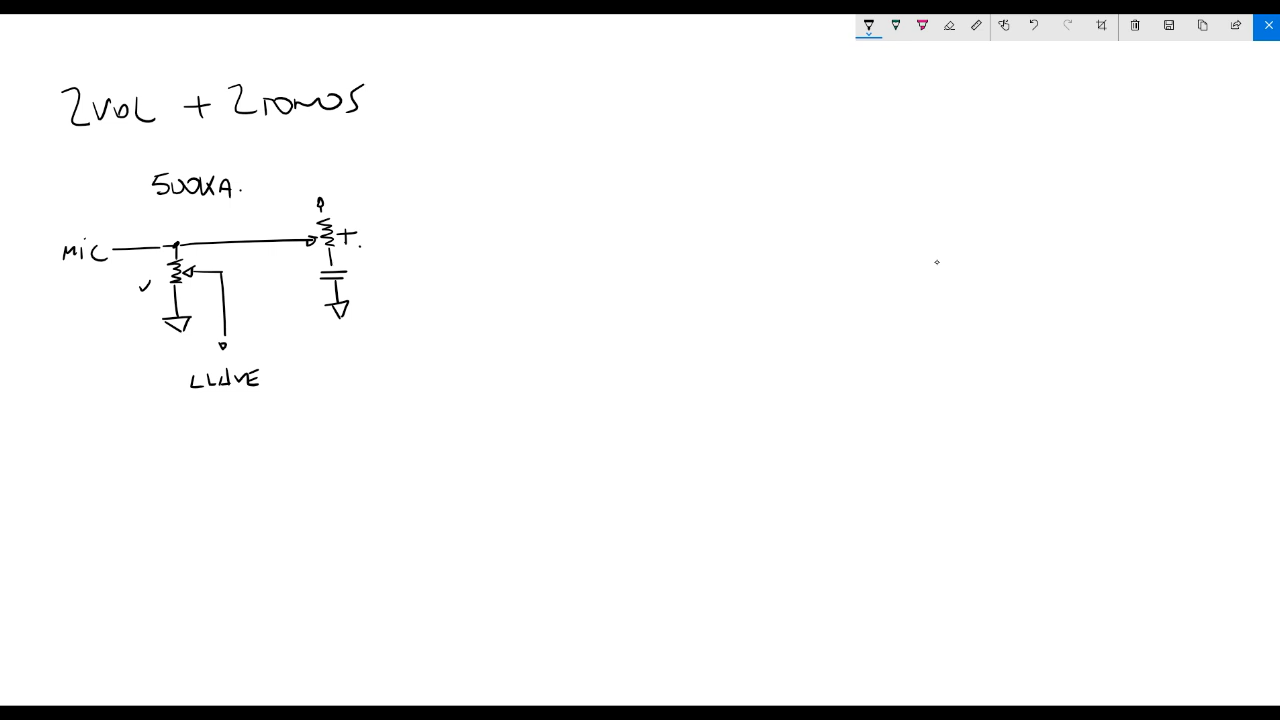 2VOL + 2TONOS
500KA.
MIC
T.
V
LLAVE